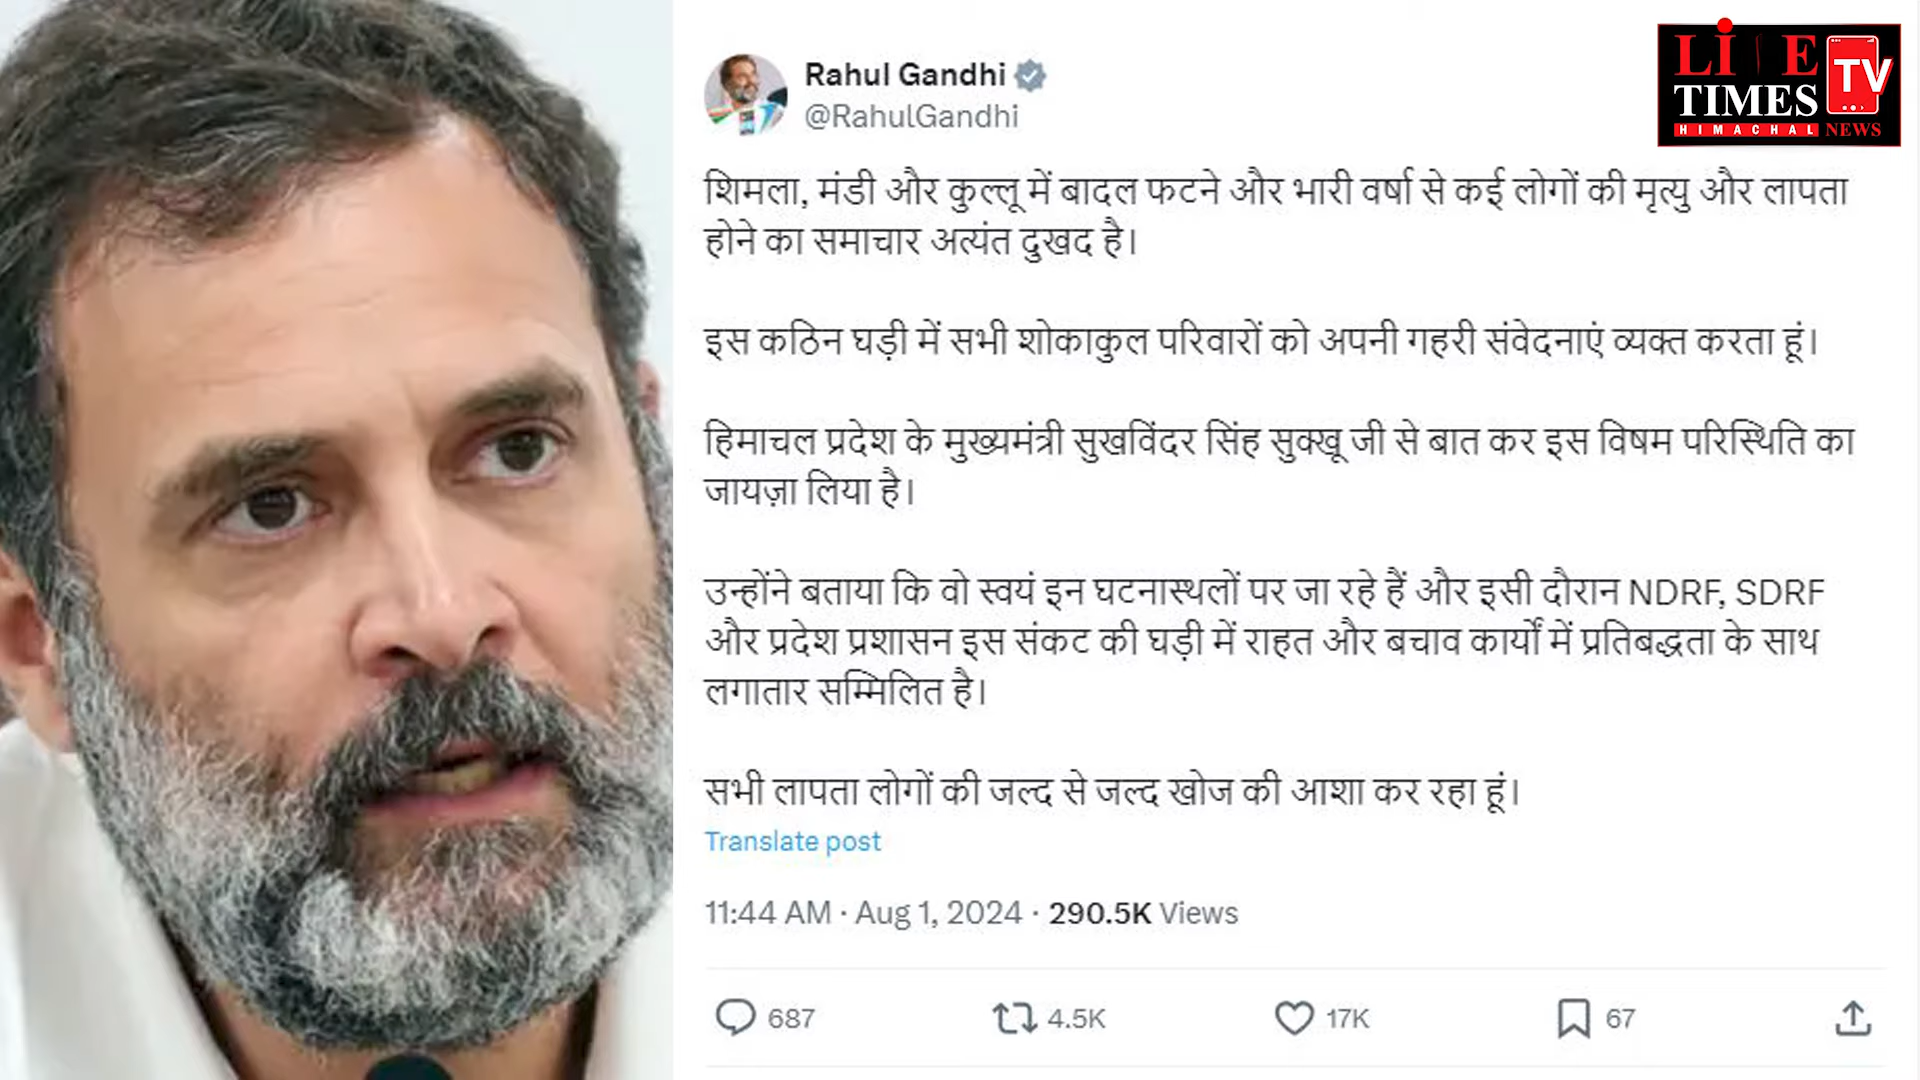 LiVE
TIMES TV
HIMACHAL NEWS
Rahul Gandhi
@RahulGandhi
शिमला, मंडी और कुल्लू में बादल फटने और भारी वर्षा से कई लोगों की मृत्यु और लापता
होने का समाचार अत्यंत दुखद है।
इस कठिन घड़ी में सभी शोकाकुल परिवारों को अपनी गहरी संवेदनाएं व्यक्त करता हूं।
हिमाचल प्रदेश के मुख्यमंत्री सुखविंदर सिंह सुक्खू जी से बात कर इस विषम परिस्थिति का
जायज़ा लिया है।
उन्होंने बताया कि वो स्वयं इन घटनास्थलों पर जा रहे हैं और इसी दौरान NDRF, SDRF
और प्रदेश प्रशासन इस संकट की घड़ी में राहत और बचाव कार्यों में प्रतिबद्धता के साथ
लगातार सम्मिलित है।
सभी लापता लोगों की जल्द से जल्द खोज की आशा कर रहा हूं।
Translate post
11:44 AM · Aug 1, 2024 · 290.5K Views
687 4.5K 17K 67